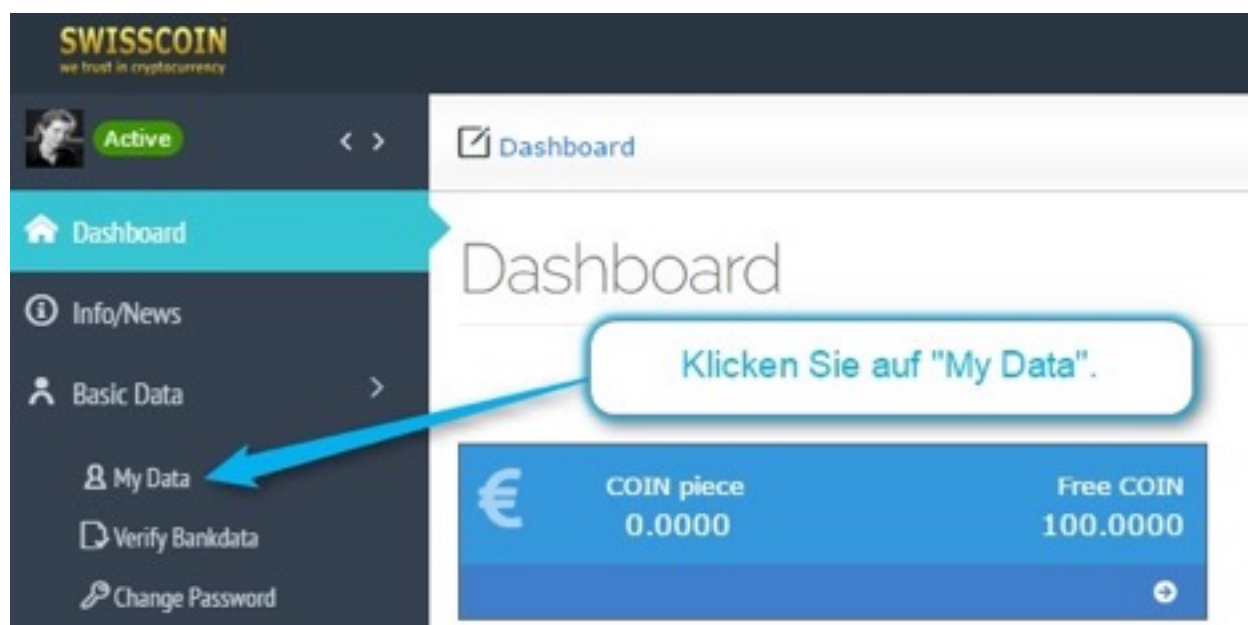 SWISSCOIN
we trust in cryptocurrency
Active
Dashboard
Dashboard
Dashboard
Info/News
Klicken Sie auf "My Data".
Basic Data
My Data
Verify Bankdata
Change Password
€
COIN piece
0.0000
Free COIN
100.0000